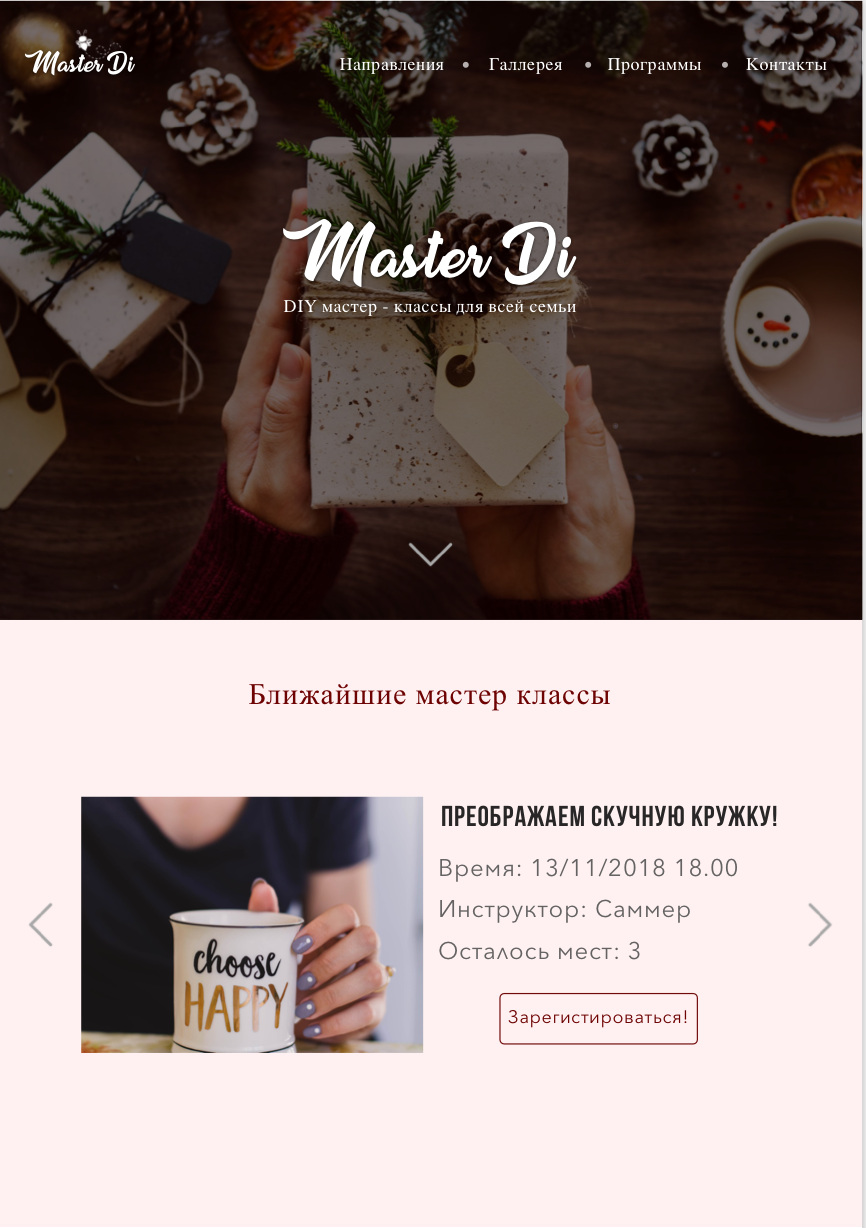 Master Di
Направления • Галлерея • Программы • Контакты
Master Di
DIY мастер - классы для всей семьи
Ближайшие мастер классы
ПРЕОБРАЖАЕМ СКУЧНУЮ КРУЖКУ!
Время: 13/11/2018 18.00
Инструктор: Саммер
Осталось мест: 3
choose
HAPPY
Зарегистироваться!